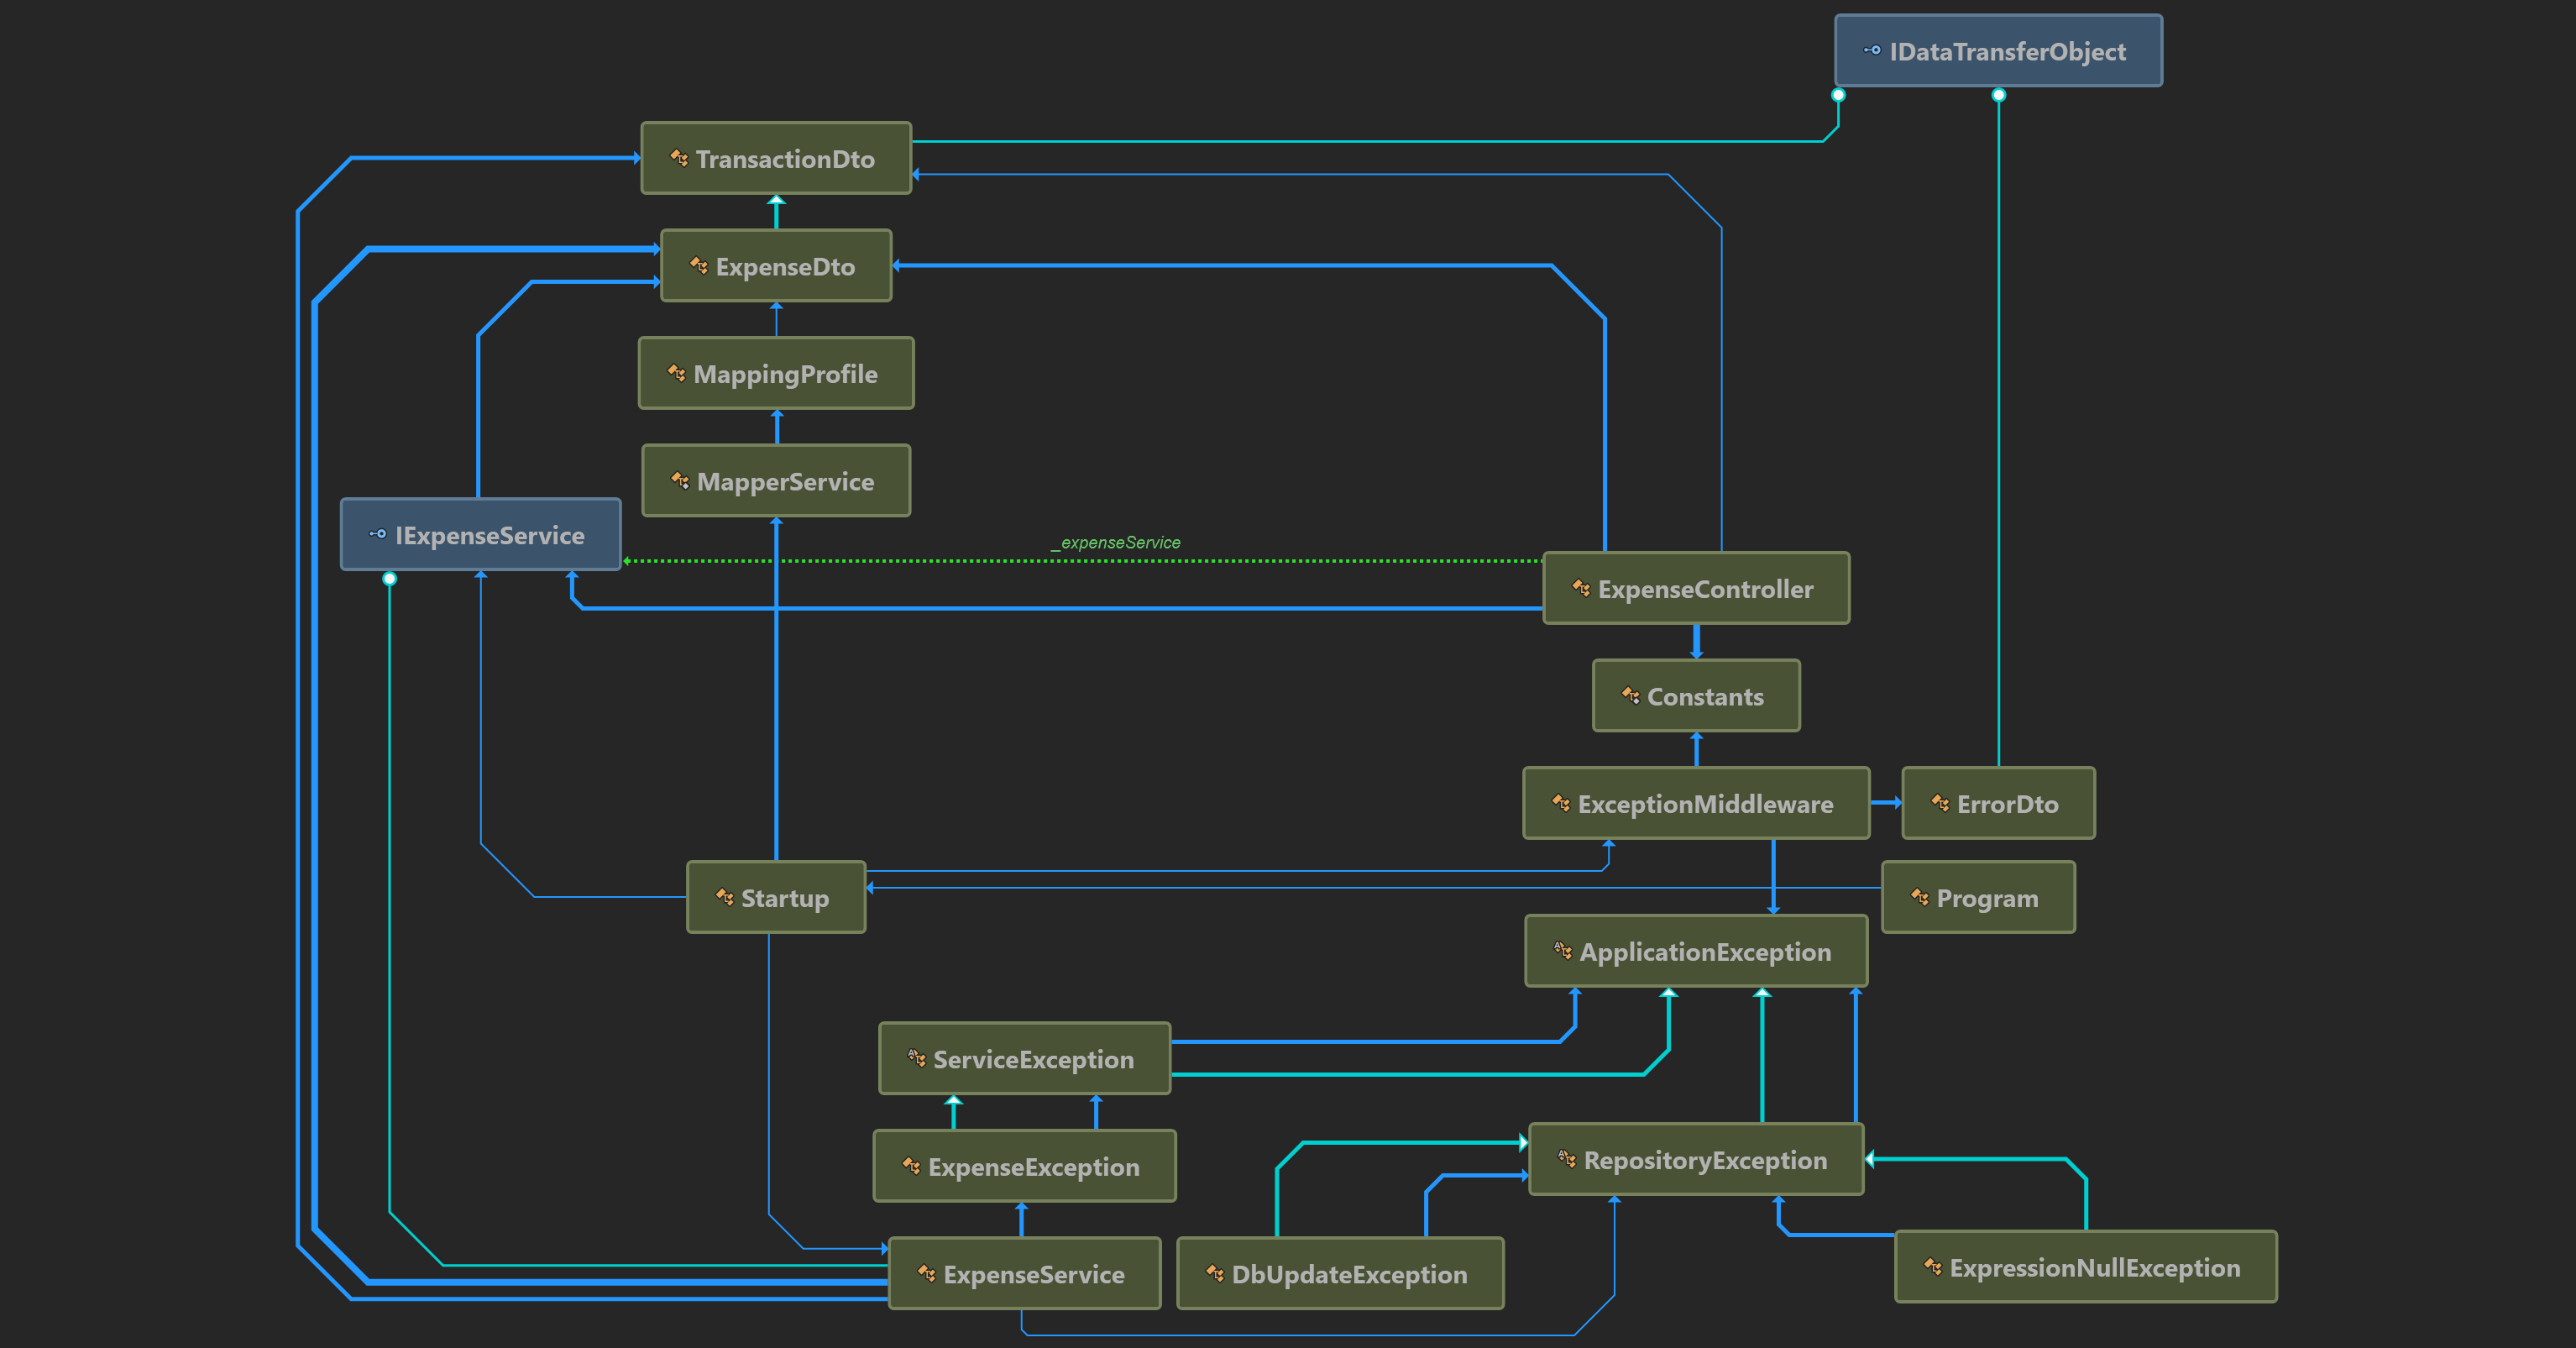 IDataTransferObject
TransactionDto
ExpenseDto
MappingProfile
MapperService
IExpenseService
_expenseService
ExpenseController
Constants
ExceptionMiddleware
ErrorDto
Startup
Program
ApplicationException
ServiceException
ExpenseException
RepositoryException
ExpenseService
DbUpdateException
ExpressionNullException